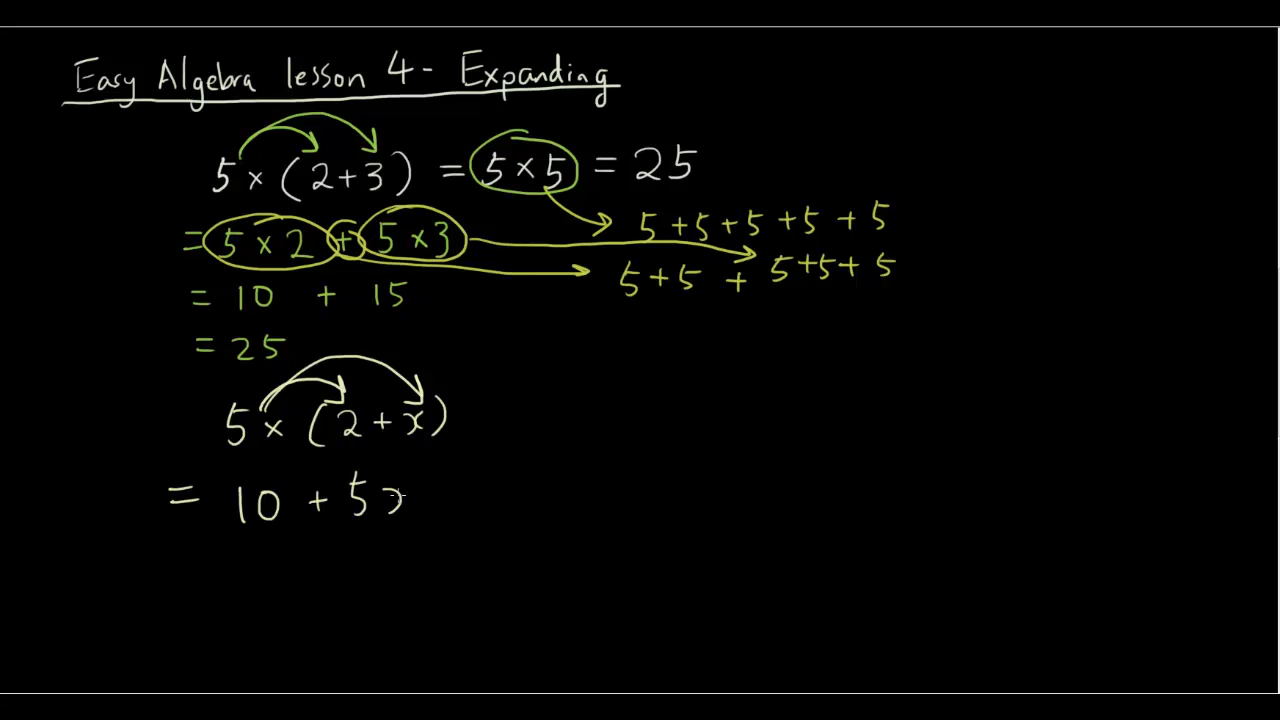 Easy Algebra lesson 4 - Expanding
5 × (2 + 3) = 5 × 5 = 25
5 + 5 + 5 + 5 + 5
= 5 × 2 + 5 × 3
5 + 5 + 5 + 5 + 5
= 10 + 15
= 25
5 × (2 + x)
= 10 + 5